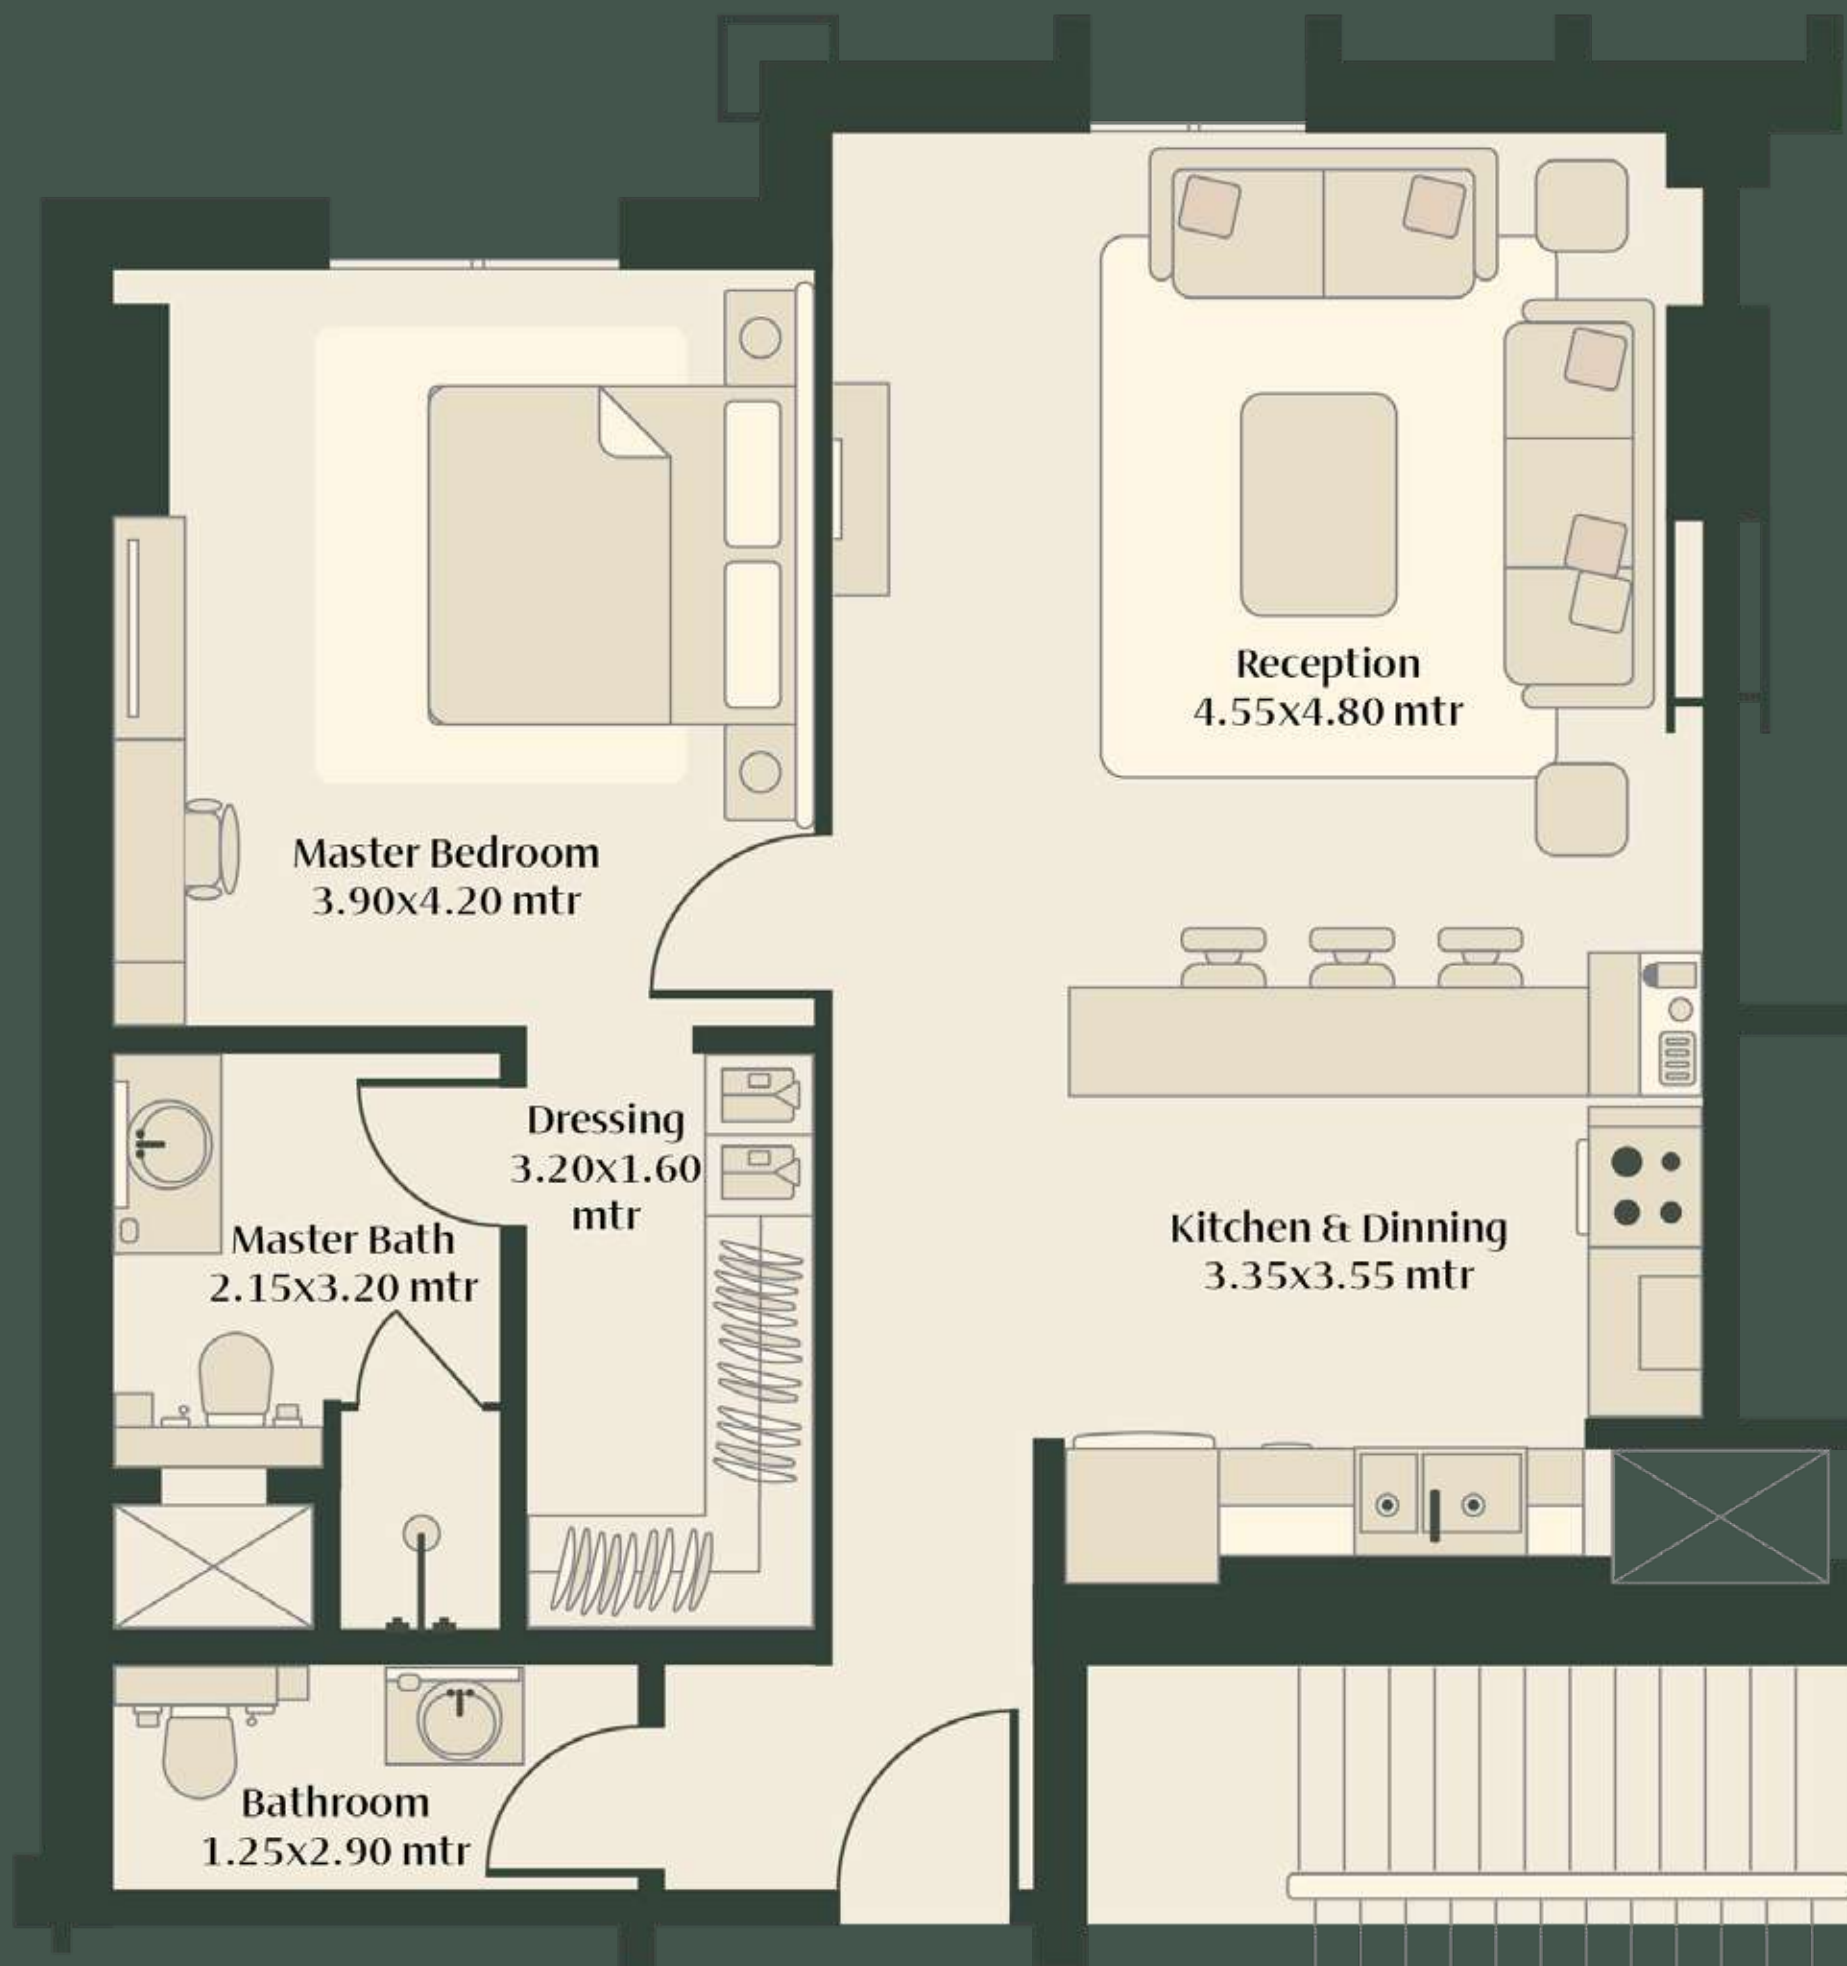 Reception
4.55x4.80 mtr
Master Bedroom
3.90x4.20 mtr
Dressing
3.20x1.60
mtr
Master Bath
2.15x3.20 mtr
Kitchen & Dinning
3.35x3.55 mtr
Bathroom
1.25x2.90 mtr